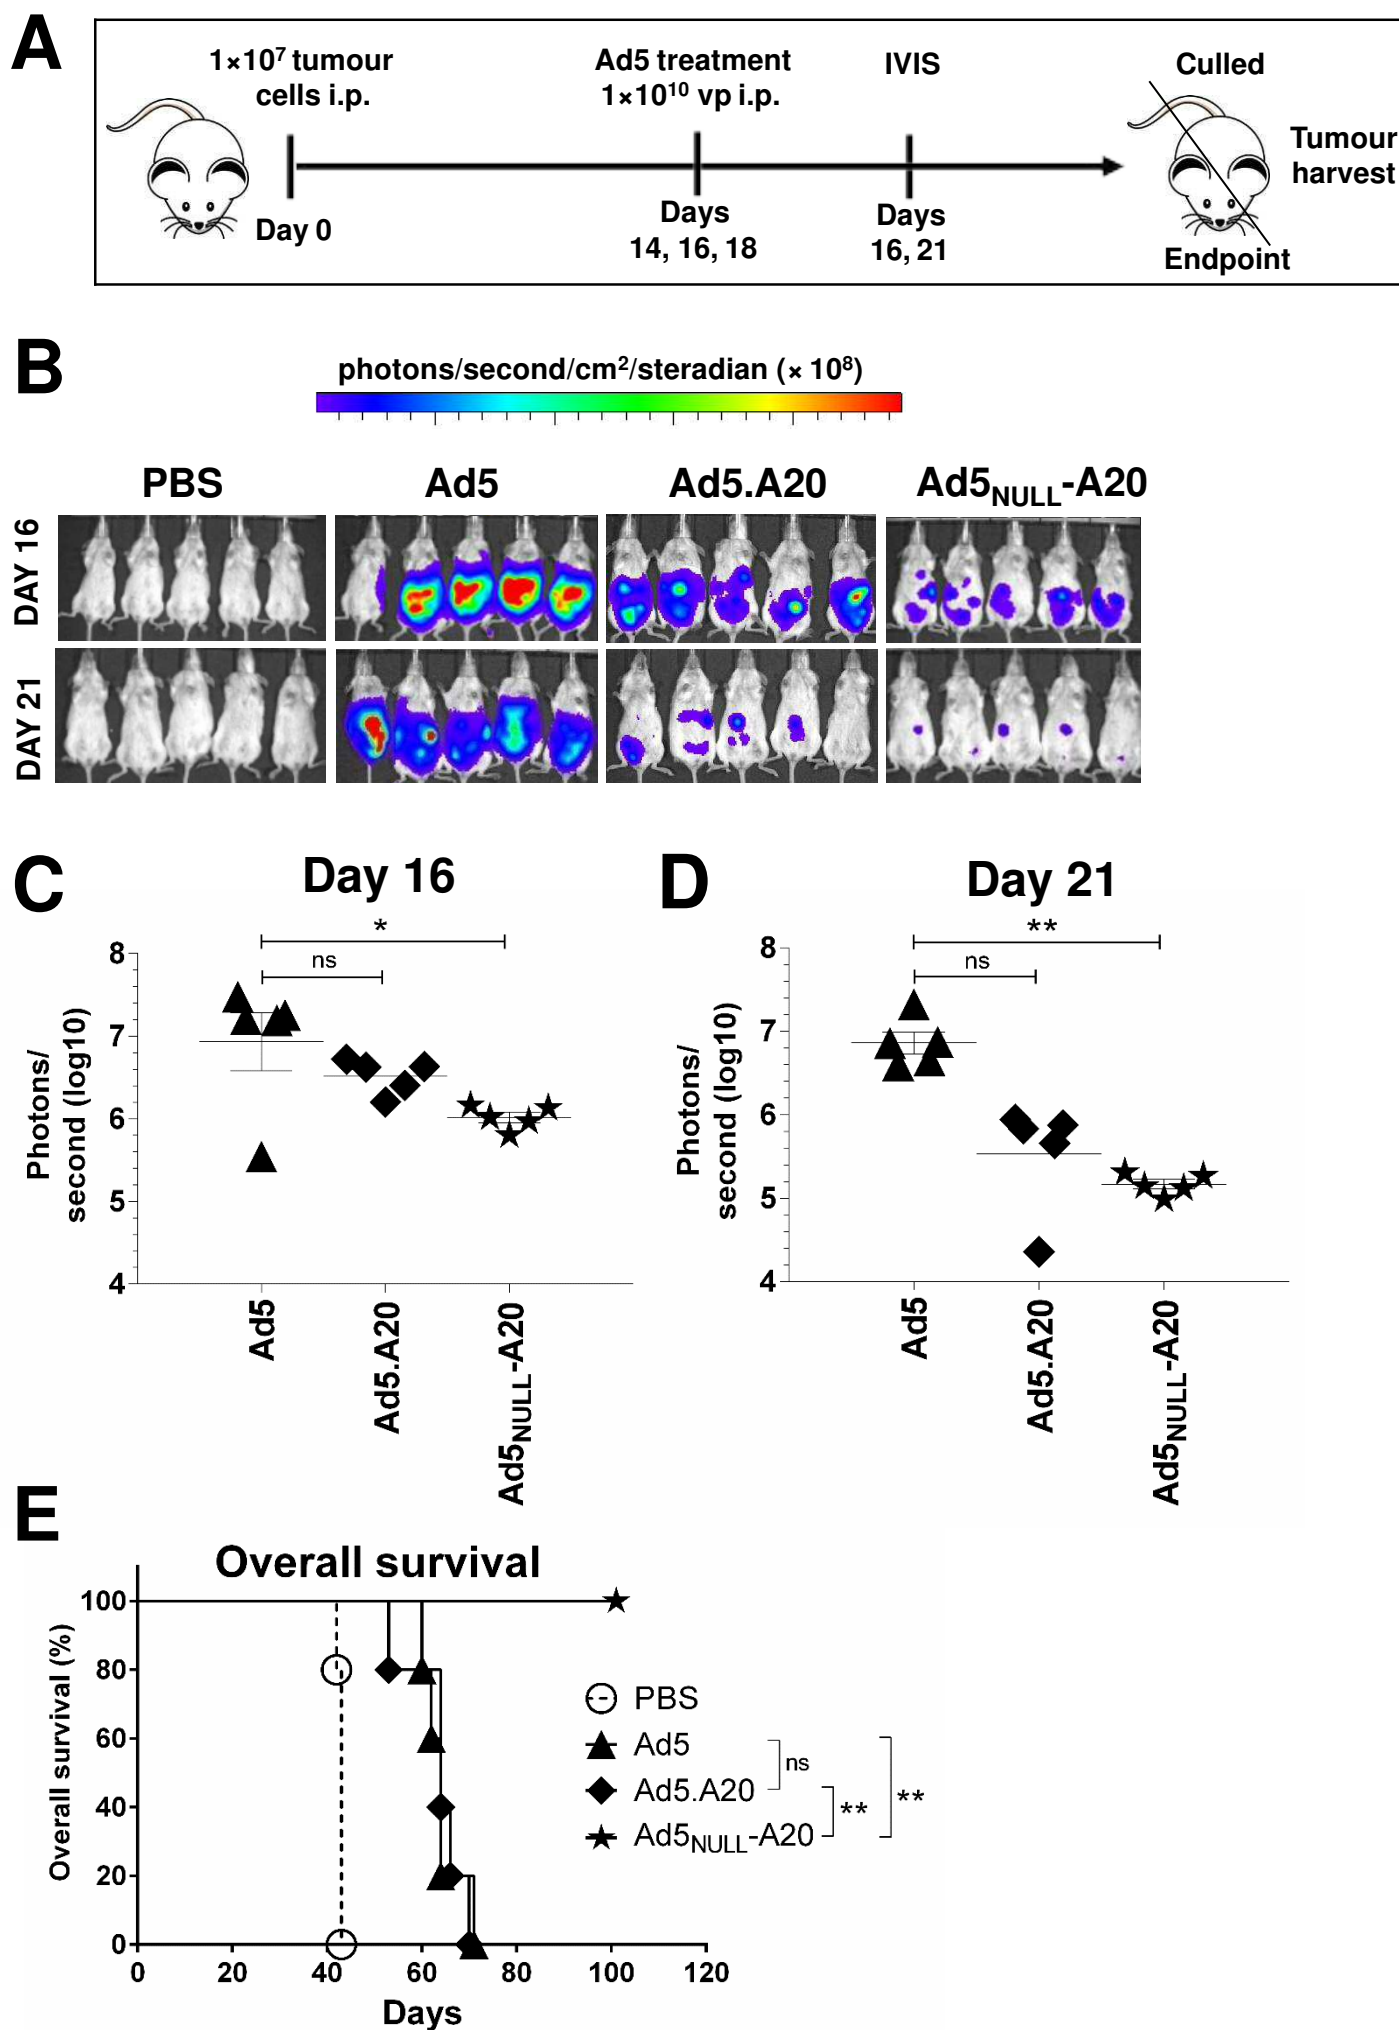 A
1×10⁷ tumour
cells i.p.
Ad5 treatment
1×10¹⁰ vp i.p.
IVIS
Culled
Tumour
harvest
Day 0
Days
14, 16, 18
Days
16, 21
Endpoint
B
photons/second/cm²/steradian (× 10⁸)
PBS
Ad5
Ad5.A20
Ad5NULL-A20
DAY 16
DAY 21
C
Day 16
*
ns
Photons/
second (log10)
8
7
6
5
4
Ad5
Ad5.A20
Ad5NULL-A20
D
Day 21
**
ns
Photons/
second (log10)
8
7
6
5
4
Ad5
Ad5.A20
Ad5NULL-A20
E
Overall survival
Overall survival (%)
100
80
60
40
20
0
0 20 40 60 80 100 120
Days
PBS
Ad5
Ad5.A20
Ad5NULL-A20
ns
**
**